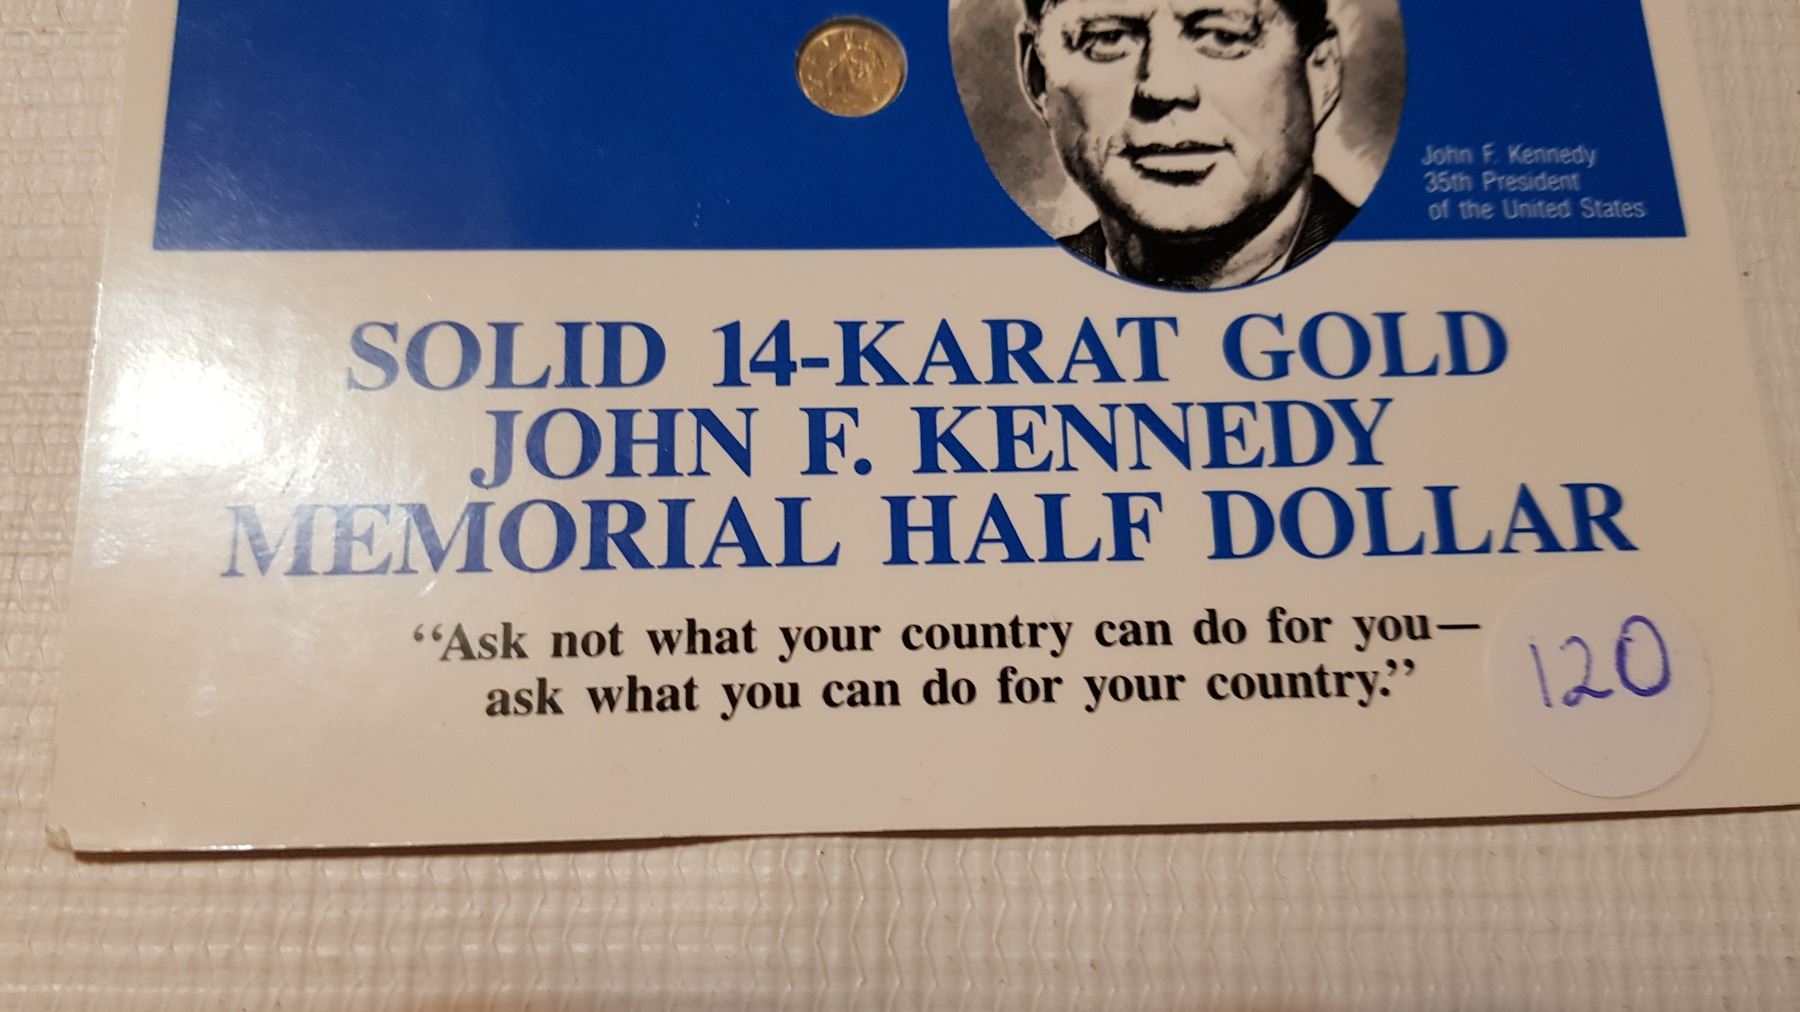 John F. Kennedy
35th President
of the United States
SOLID 14-KARAT GOLD
JOHN F. KENNEDY
MEMORIAL HALF DOLLAR
“Ask not what your country can do for you—
ask what you can do for your country.”
120